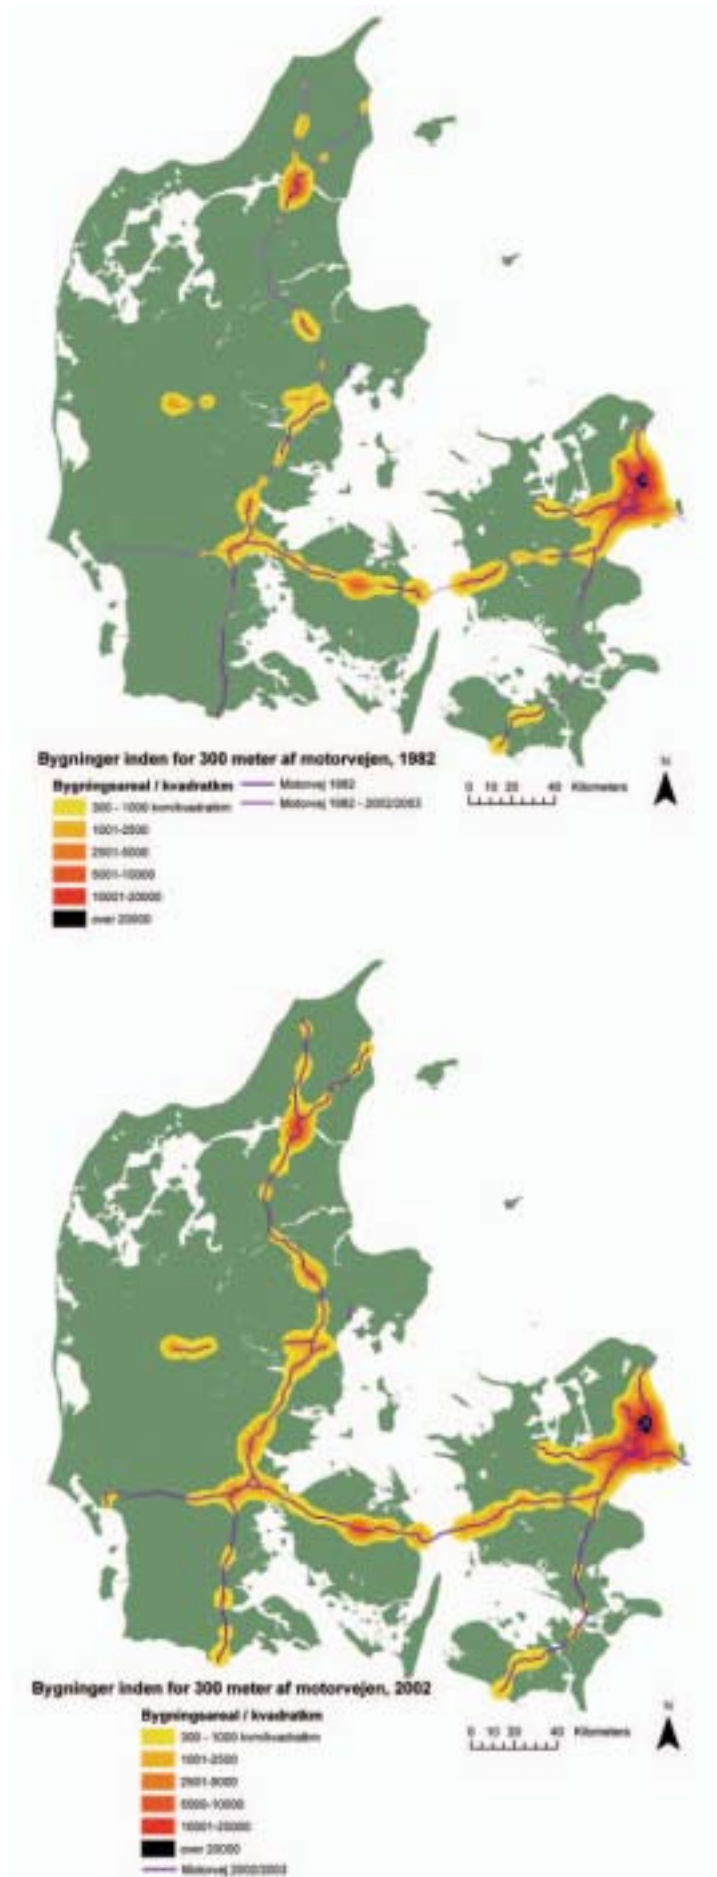 Bygninger inden for 300 meter af motorvejen, 1982
Bygningsareal / kvadratkm
300 - 1000 kvm/kvadratkm
1001-2500
2501-5000
5001-10000
10001-20000
over 20000
Motorvej 1982
Motorvej 1982 - 2002/2003
0 10 20 40 Kilometers
N
Bygninger inden for 300 meter af motorvejen, 2002
Bygningsareal / kvadratkm
300 - 1000 kvm/kvadratkm
1001-2500
2501-5000
5000-10000
10001-20000
over 20000
Motorvej 2002/2003
0 10 20 40 Kilometers
N